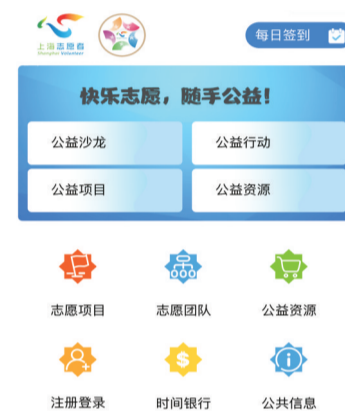 上海志愿者
Shanghai Volunteer
每日签到
快乐志愿，随手公益！
公益沙龙 公益行动
公益项目 公益资源
志愿项目 志愿团队 公益资源
注册登录 时间银行 公共信息